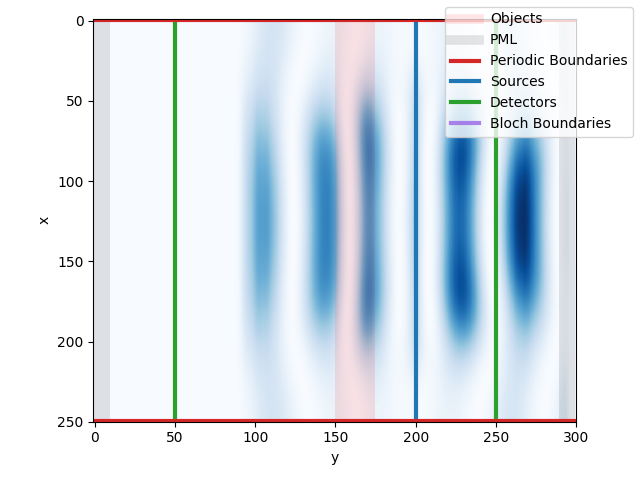 Objects
PML
Periodic Boundaries
Sources
Detectors
Bloch Boundaries
0
50
100
150
200
250
x
0 50 100 150 200 250 300
y